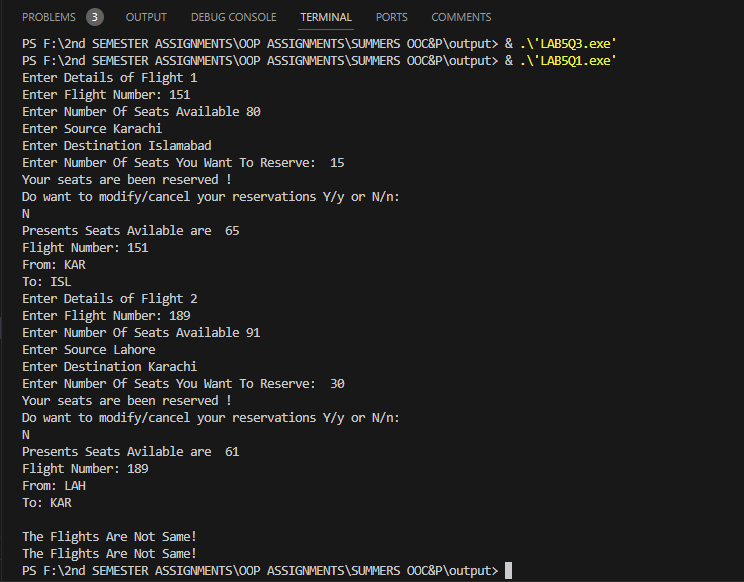 PROBLEMS 3 OUTPUT DEBUG CONSOLE TERMINAL PORTS COMMENTS
PS F:\2nd SEMESTER ASSIGNMENTS\OOP ASSIGNMENTS\SUMMERS OOC&P\output> & .\'LAB5Q3.exe'
PS F:\2nd SEMESTER ASSIGNMENTS\OOP ASSIGNMENTS\SUMMERS OOC&P\output> & .\'LAB5Q1.exe'
Enter Details of Flight 1
Enter Flight Number: 151
Enter Number Of Seats Available 80
Enter Source Karachi
Enter Destination Islamabad
Enter Number Of Seats You Want To Reserve:  15
Your seats are been reserved !
Do want to modify/cancel your reservations Y/y or N/n:
N
Presents Seats Avilable are  65
Flight Number: 151
From: KAR
To: ISL
Enter Details of Flight 2
Enter Flight Number: 189
Enter Number Of Seats Available 91
Enter Source Lahore
Enter Destination Karachi
Enter Number Of Seats You Want To Reserve:  30
Your seats are been reserved !
Do want to modify/cancel your reservations Y/y or N/n:
N
Presents Seats Avilable are  61
Flight Number: 189
From: LAH
To: KAR
The Flights Are Not Same!
The Flights Are Not Same!
PS F:\2nd SEMESTER ASSIGNMENTS\OOP ASSIGNMENTS\SUMMERS OOC&P\output>